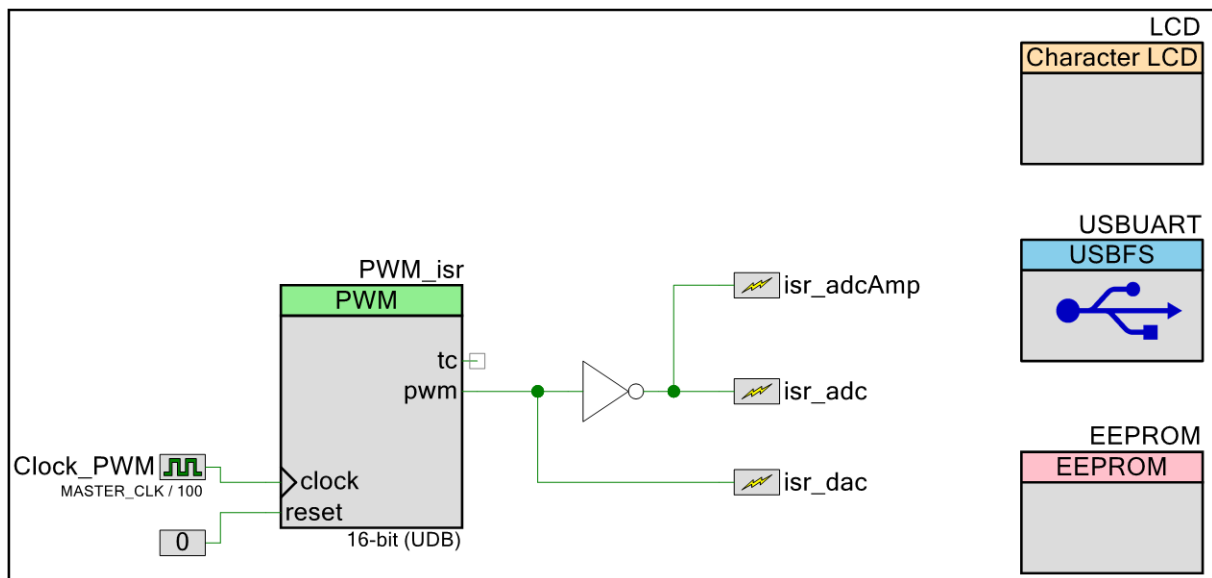 LCD
Character LCD
USBUART
USBFS
PWM_isr
PWM
isr_adcAmp
tc
pwm
isr_adc
EEPROM
EEPROM
Clock_PWM
MASTER_CLK / 100
clock
isr_dac
reset
0
16-bit (UDB)